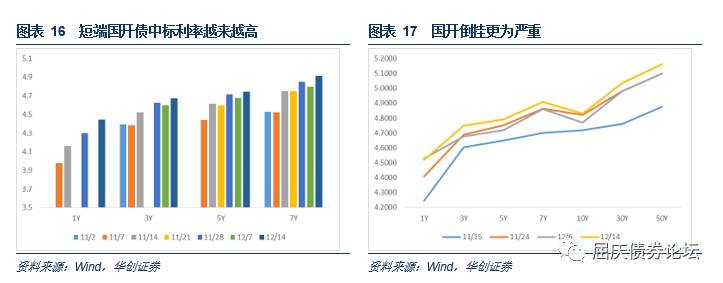 图表 16 短端国开债中标利率越来越高
5.1
4.9
4.7
4.5
4.3
4.1
3.9
3.7
3.5
1Y 3Y 5Y 7Y
11/2 11/7 11/14 11/21 11/28 12/7 12/14
资料来源：Wind，华创证券
图表 17 国开倒挂更为严重
5.2000
5.1000
5.0000
4.9000
4.8000
4.7000
4.6000
4.5000
4.4000
4.3000
4.2000
1Y 3Y 5Y 7Y 10Y 30Y 50Y
11/15 11/24 12/6 12/14
屈庆债券论坛
资料来源：Wind，华创证券